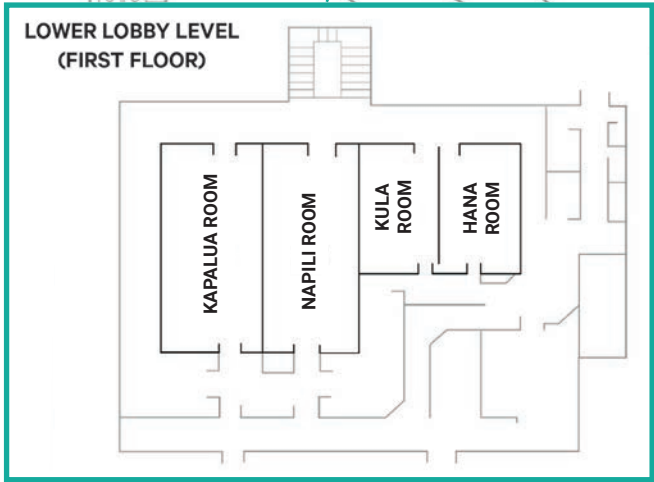 LOWER LOBBY LEVEL
(FIRST FLOOR)
KAPALUA ROOM
NAPILI ROOM
KULA
ROOM
HANA
ROOM